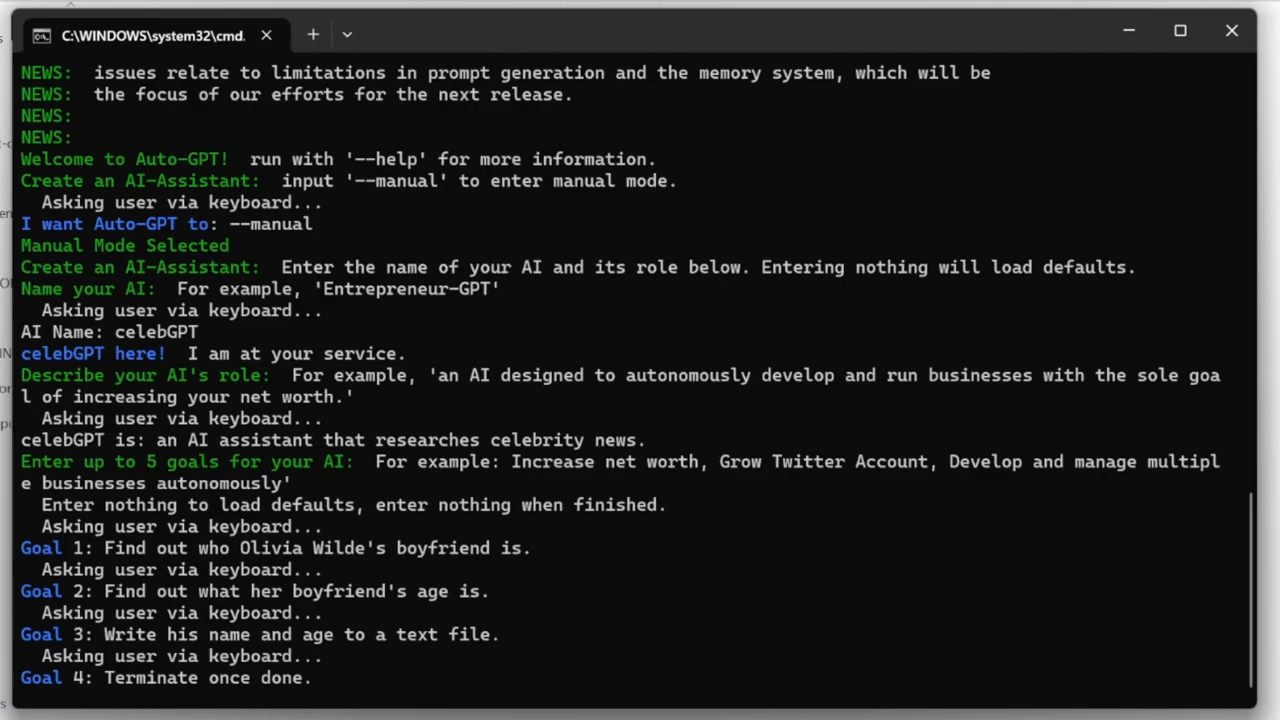 C:\WINDOWS\system32\cmd.
NEWS:  issues relate to limitations in prompt generation and the memory system, which will be
NEWS:  the focus of our efforts for the next release.
NEWS:
NEWS:
Welcome to Auto-GPT!  run with '--help' for more information.
Create an AI-Assistant:  input '--manual' to enter manual mode.
  Asking user via keyboard...
I want Auto-GPT to: --manual
Manual Mode Selected
Create an AI-Assistant:  Enter the name of your AI and its role below. Entering nothing will load defaults.
Name your AI:  For example, 'Entrepreneur-GPT'
  Asking user via keyboard...
AI Name: celebGPT
celebGPT here!  I am at your service.
Describe your AI's role:  For example, 'an AI designed to autonomously develop and run businesses with the sole goa
l of increasing your net worth.'
  Asking user via keyboard...
celebGPT is: an AI assistant that researches celebrity news.
Enter up to 5 goals for your AI:  For example: Increase net worth, Grow Twitter Account, Develop and manage multipl
e businesses autonomously'
  Enter nothing to load defaults, enter nothing when finished.
  Asking user via keyboard...
Goal 1: Find out who Olivia Wilde's boyfriend is.
  Asking user via keyboard...
Goal 2: Find out what her boyfriend's age is.
  Asking user via keyboard...
Goal 3: Write his name and age to a text file.
  Asking user via keyboard...
Goal 4: Terminate once done.